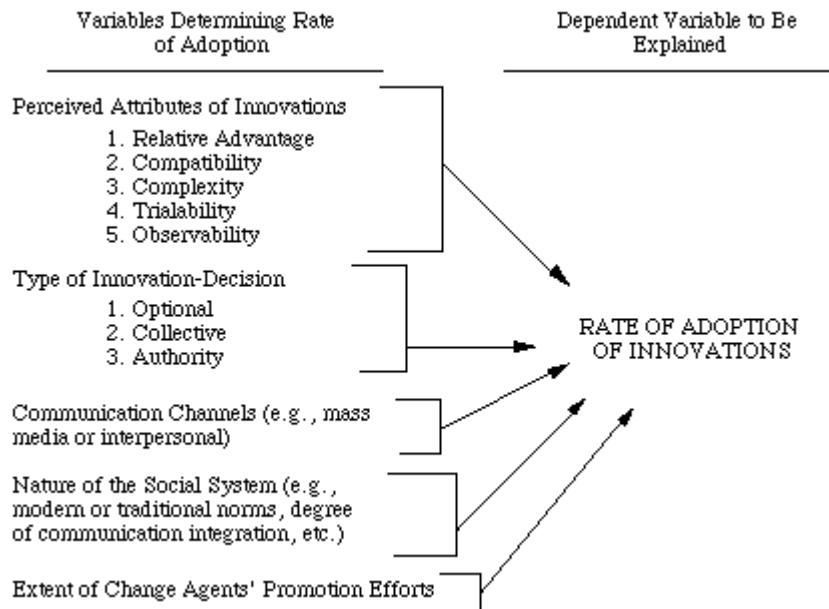 Variables Determining Rate
of Adoption
Dependent Variable to Be
Explained
Perceived Attributes of Innovations
1. Relative Advantage
2. Compatibility
3. Complexity
4. Trialability
5. Observability
Type of Innovation-Decision
1. Optional
2. Collective
3. Authority
RATE OF ADOPTION
OF INNOVATIONS
Communication Channels (e.g., mass
media or interpersonal)
Nature of the Social System (e.g.,
modern or traditional norms, degree
of communication integration, etc.)
Extent of Change Agents' Promotion Efforts